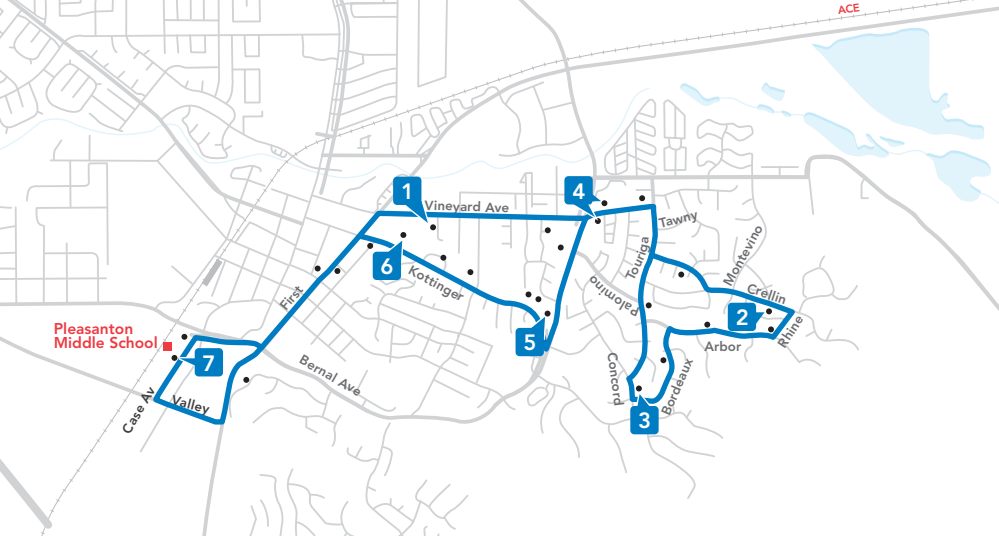 ACE
1
Vineyard Ave
4
Tawny
Touriga
Montevino
6
Kottinger
Palomino
Crellin
2
Rhine
First
Pleasanton
Middle School
7
5
Arbor
Bernal Ave
Concord
Bordeaux
Case Av
Valley
3